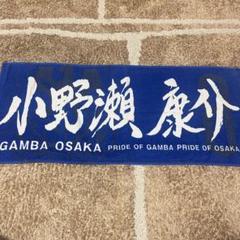 小野瀬 康介
GAMBA OSAKA PRIDE OF GAMBA PRIDE OF OSAKA